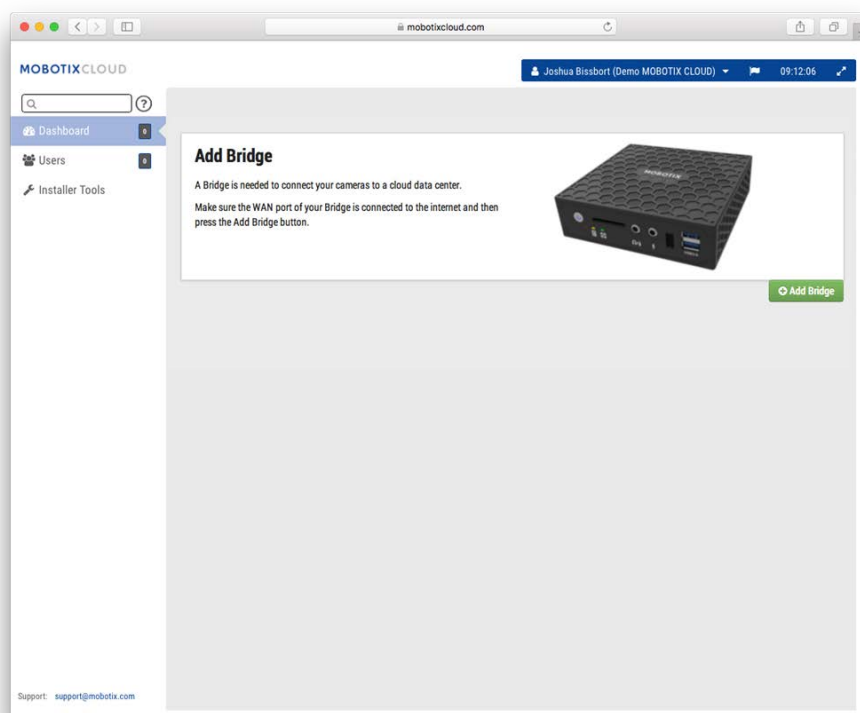 mobotixcloud.com
MOBOTIXCLOUD
Joshua Bissbort (Demo MOBOTIX CLOUD)
09:12:06
Dashboard
0
Users
0
Installer Tools
Add Bridge
A Bridge is needed to connect your cameras to a cloud data center.
Make sure the WAN port of your Bridge is connected to the internet and then
press the Add Bridge button.
MOBOTIX
Add Bridge
Support: support@mobotix.com